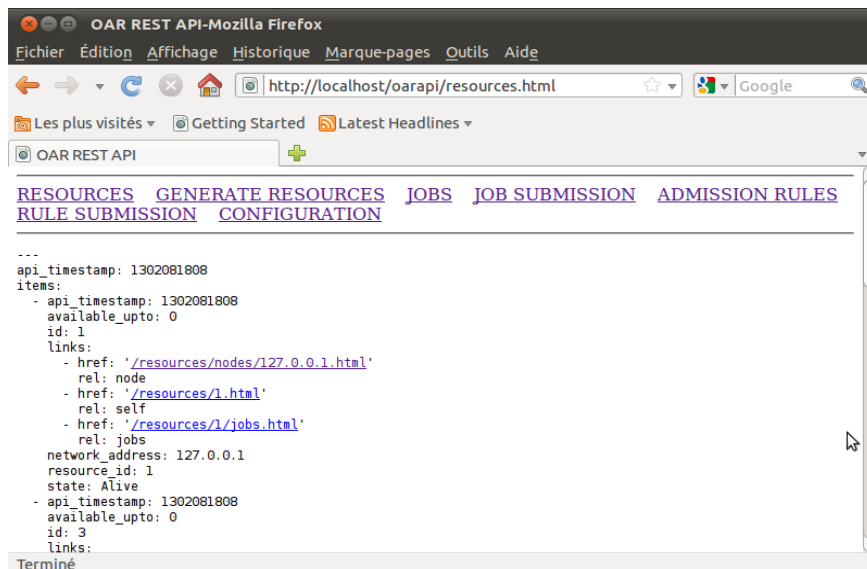 OAR REST API-Mozilla Firefox
Fichier Édition Affichage Historique Marque-pages Outils Aide
http://localhost/oarapi/resources.html Google
Les plus visités Getting Started Latest Headlines
OAR REST API
RESOURCES GENERATE RESOURCES JOBS JOB SUBMISSION ADMISSION RULES
RULE SUBMISSION CONFIGURATION
---
api_timestamp: 1302081808
items:
  - api_timestamp: 1302081808
    available_upto: 0
    id: 1
    links:
      - href: '/resources/nodes/127.0.0.1.html'
        rel: node
      - href: '/resources/1.html'
        rel: self
      - href: '/resources/1/jobs.html'
        rel: jobs
    network_address: 127.0.0.1
    resource_id: 1
    state: Alive
  - api_timestamp: 1302081808
    available_upto: 0
    id: 3
    links:
Terminé